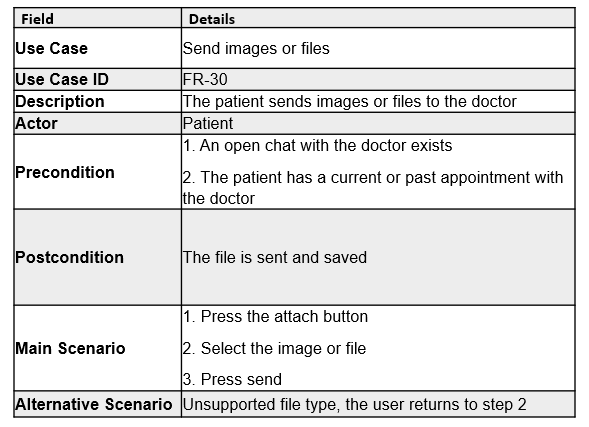 Field Details
Use Case Send images or files
Use Case ID FR-30
Description The patient sends images or files to the doctor
Actor Patient
Precondition 1. An open chat with the doctor exists
2. The patient has a current or past appointment with
the doctor
Postcondition The file is sent and saved
Main Scenario 1. Press the attach button
2. Select the image or file
3. Press send
Alternative Scenario Unsupported file type, the user returns to step 2